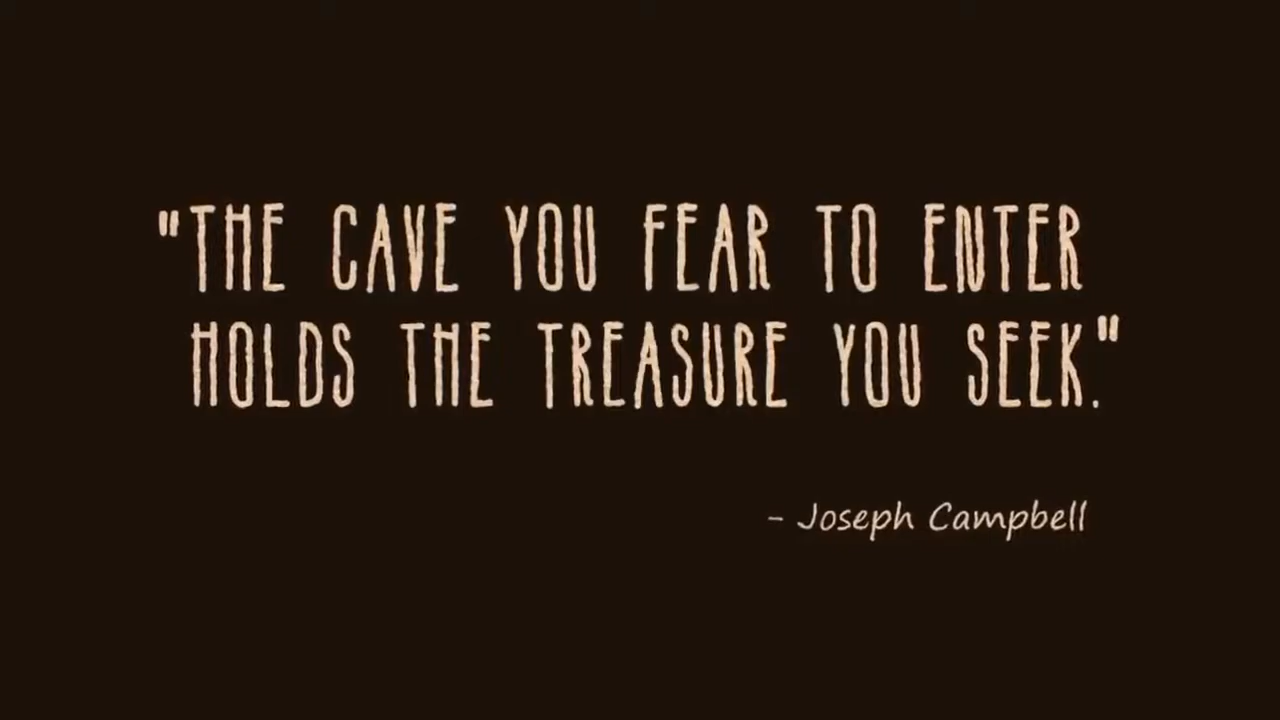 "THE CAVE YOU FEAR TO ENTER
HOLDS THE TREASURE YOU SEEK."
- Joseph Campbell